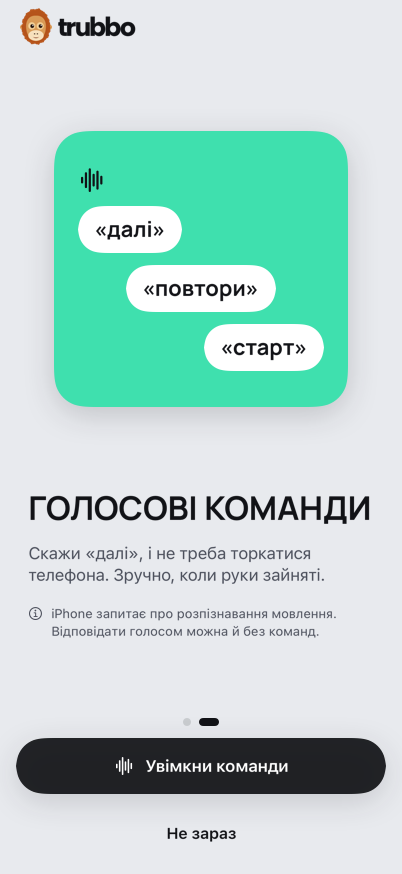 trubbo
«далі»
«повтори»
«старт»
ГОЛОСОВІ КОМАНДИ
Скажи «далі», і не треба торкатися
телефона. Зручно, коли руки зайняті.
iPhone запитає про розпізнавання мовлення.
Відповідати голосом можна й без команд.
Увімкни команди
Не зараз